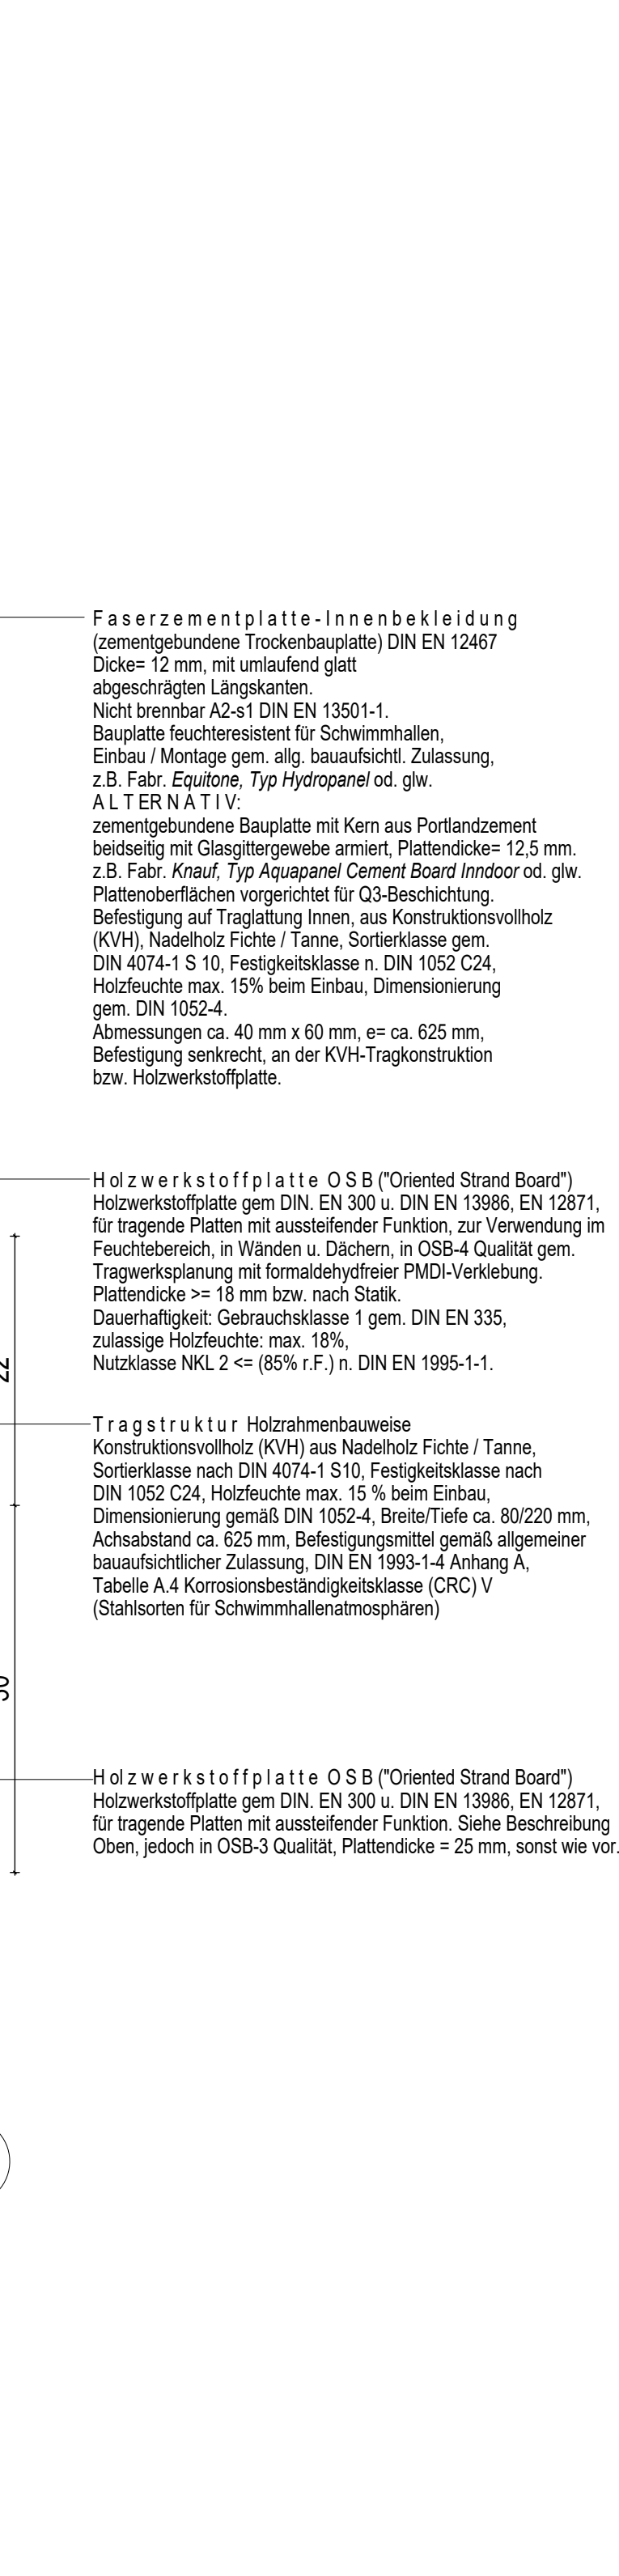 Faserzementplatte-Innenbekleidung
(zementgebundene Trockenbauplatte) DIN EN 12467
Dicke= 12 mm, mit umlaufend glatt
abgeschrägten Längskanten.
Nicht brennbar A2-s1 DIN EN 13501-1.
Bauplatte feuchteresistent für Schwimmhallen,
Einbau / Montage gem. allg. bauaufsichtl. Zulassung,
z.B. Fabr. Equitone, Typ Hydropanel od. glw.
ALTERNATIV:
zementgebundene Bauplatte mit Kern aus Portlandzement
beidseitig mit Glasgittergewebe armiert, Plattendicke= 12,5 mm.
z.B. Fabr. Knauf, Typ Aquapanel Cement Board Inndoor od. glw.
Plattenoberflächen vorgerichtet für Q3-Beschichtung.
Befestigung auf Traglattung Innen, aus Konstruktionsvollholz
(KVH), Nadelholz Fichte / Tanne, Sortierklasse gem.
DIN 4074-1 S 10, Festigkeitsklasse n. DIN 1052 C24,
Holzfeuchte max. 15% beim Einbau, Dimensionierung
gem. DIN 1052-4.
Abmessungen ca. 40 mm x 60 mm, e= ca. 625 mm,
Befestigung senkrecht, an der KVH-Tragkonstruktion
bzw. Holzwerkstoffplatte.
Holzwerkstoffplatte OSB ("Oriented Strand Board")
Holzwerkstoffplatte gem DIN. EN 300 u. DIN EN 13986, EN 12871,
für tragende Platten mit aussteifender Funktion, zur Verwendung im
Feuchtebereich, in Wänden u. Dächern, in OSB-4 Qualität gem.
Tragwerksplanung mit formaldehydfreier PMDI-Verklebung.
Plattendicke >= 18 mm bzw. nach Statik.
Dauerhaftigkeit: Gebrauchsklasse 1 gem. DIN EN 335,
zulassige Holzfeuchte: max. 18%,
Nutzklasse NKL 2 <= (85% r.F.) n. DIN EN 1995-1-1.
22
Tragstruktur Holzrahmenbauweise
Konstruktionsvollholz (KVH) aus Nadelholz Fichte / Tanne,
Sortierklasse nach DIN 4074-1 S10, Festigkeitsklasse nach
DIN 1052 C24, Holzfeuchte max. 15 % beim Einbau,
Dimensionierung gemäß DIN 1052-4, Breite/Tiefe ca. 80/220 mm,
Achsabstand ca. 625 mm, Befestigungsmittel gemäß allgemeiner
bauaufsichtlicher Zulassung, DIN EN 1993-1-4 Anhang A,
Tabelle A.4 Korrosionsbeständigkeitsklasse (CRC) V
(Stahlsorten für Schwimmhallenatmosphären)
Holzwerkstoffplatte OSB ("Oriented Strand Board")
Holzwerkstoffplatte gem DIN. EN 300 u. DIN EN 13986, EN 12871,
für tragende Platten mit aussteifender Funktion. Siehe Beschreibung
Oben, jedoch in OSB-3 Qualität, Plattendicke = 25 mm, sonst wie vor.